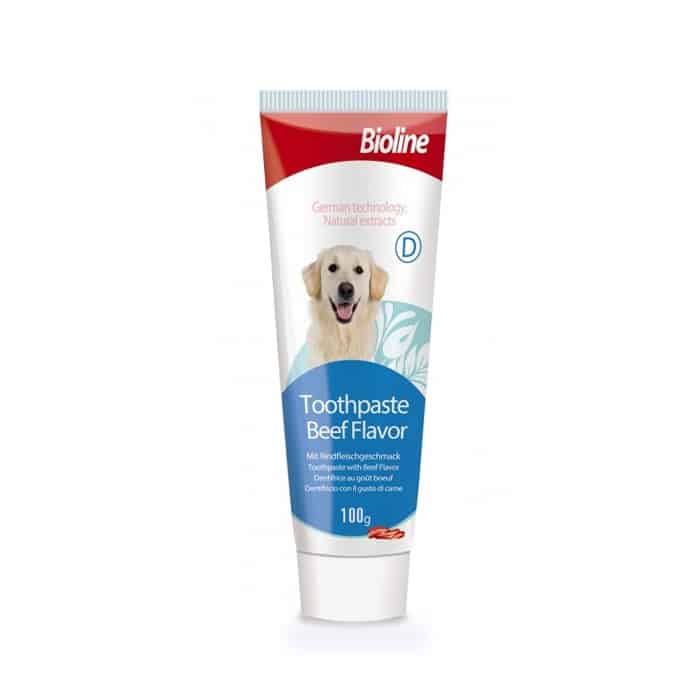 Bioline
German technology,
Natural extracts
D
Toothpaste
Beef Flavor
Mit Rindfleischgeschmack
Toothpaste with Beef Flavor
Dentifrice au goût boeuf
Dentifricio con il gusto di carne
100g